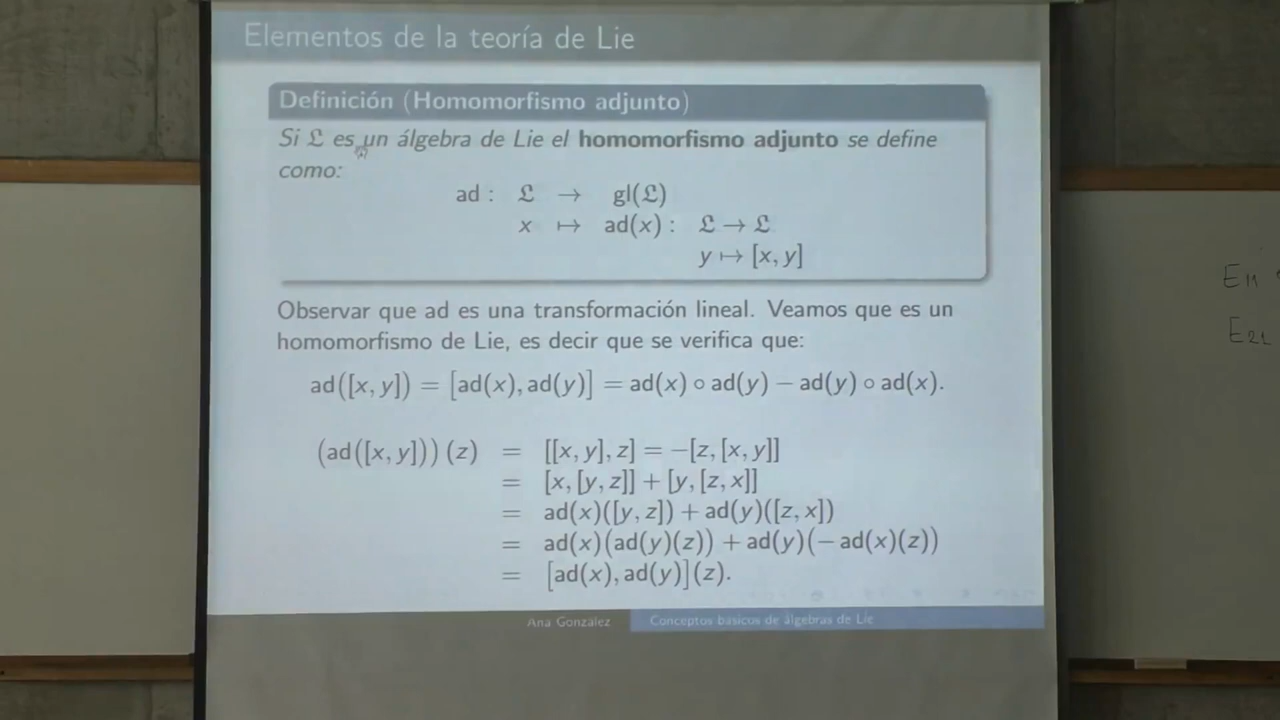 Elementos de la teoría de Lie
Definición (Homomorfismo adjunto)
Si 𝔏 es un álgebra de Lie el homomorfismo adjunto se define
como:
ad : 𝔏 → gl(𝔏)
x ↦ ad(x) : 𝔏 → 𝔏
y ↦ [x, y]
Observar que ad es una transformación lineal. Veamos que es un
homomorfismo de Lie, es decir que se verifica que:
ad([x, y]) = [ad(x), ad(y)] = ad(x) ∘ ad(y) − ad(y) ∘ ad(x).
(ad([x, y])) (z) = [[x, y], z] = −[z, [x, y]]
= [x, [y, z]] + [y, [z, x]]
= ad(x)([y, z]) + ad(y)([z, x])
= ad(x)(ad(y)(z)) + ad(y)(− ad(x)(z))
= [ad(x), ad(y)](z).
Ana González Conceptos basicos de álgebras de Lie